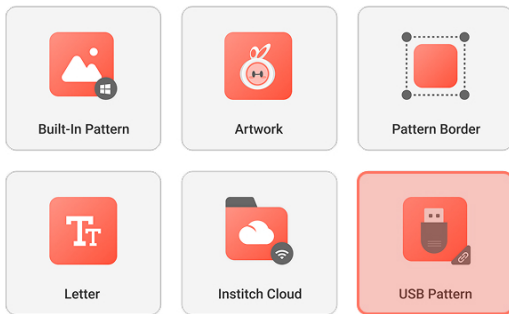 Built-In Pattern
Artwork
Pattern Border
Letter
Institch Cloud
USB Pattern